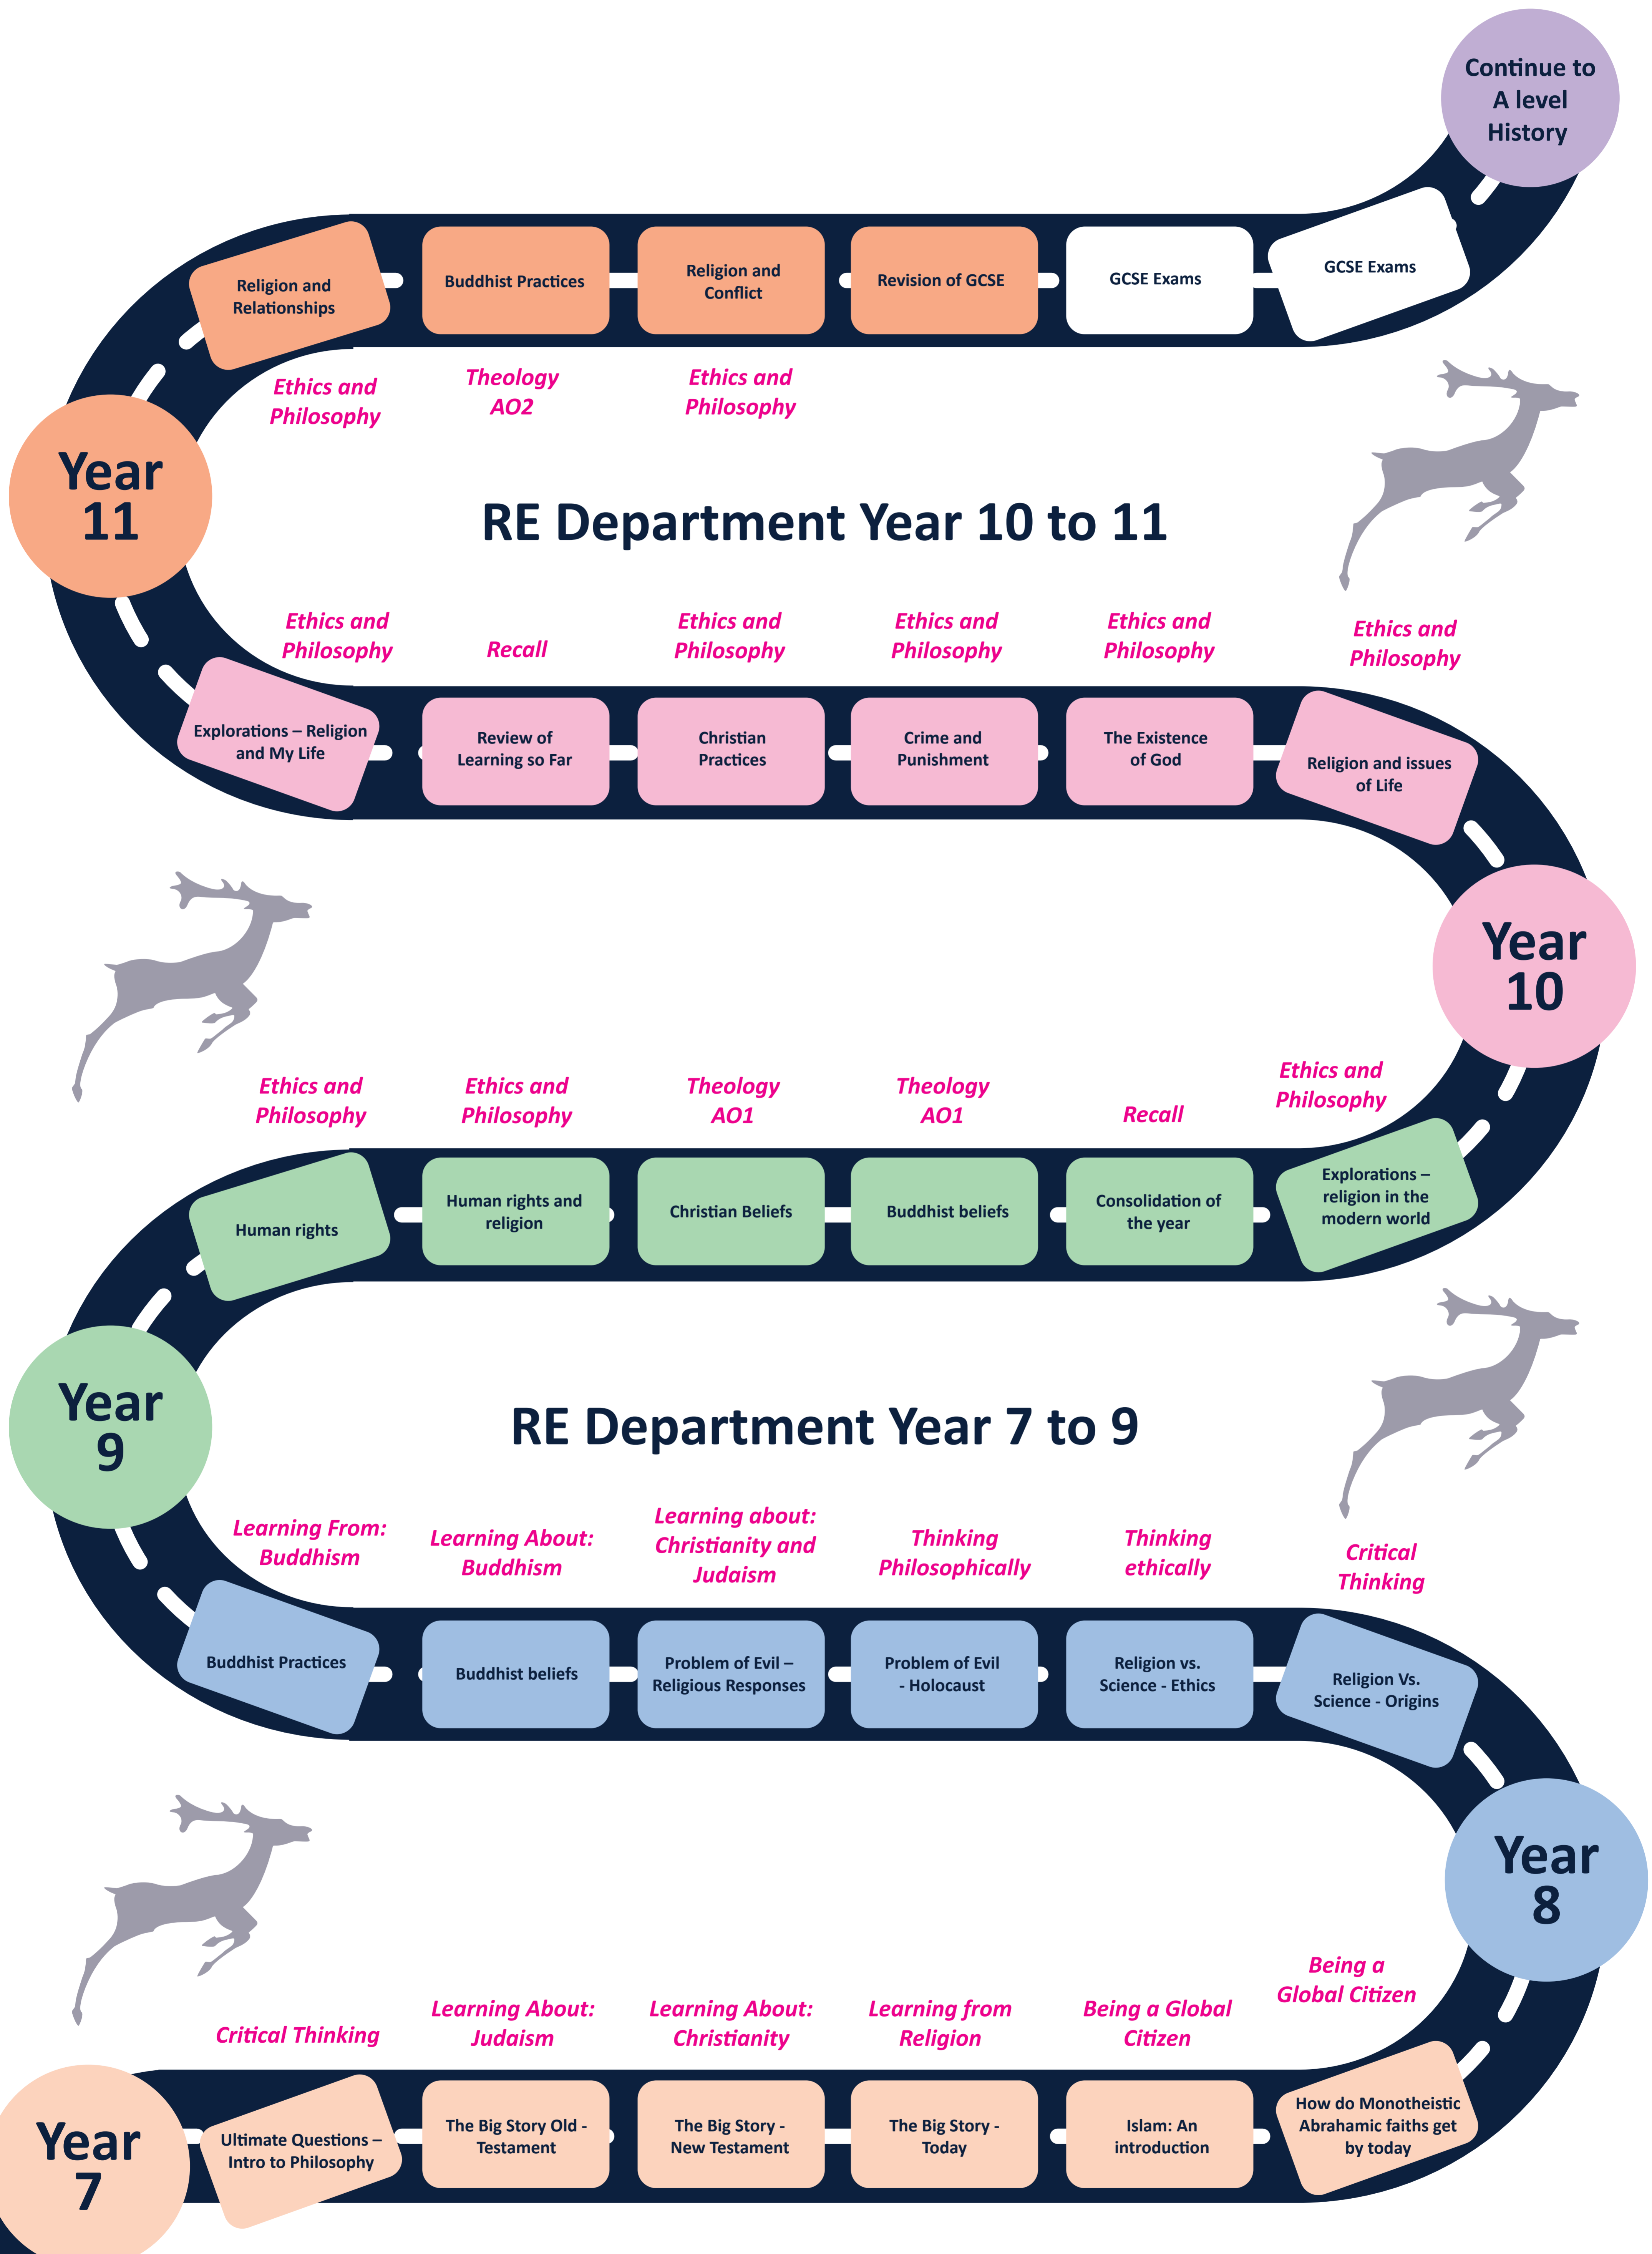 Continue to
A level
History
Religion and
Relationships
Buddhist Practices
Religion and
Conflict
Revision of GCSE
GCSE Exams
GCSE Exams
Ethics and
Philosophy
Theology
AO2
Ethics and
Philosophy
Year
11
RE Department Year 10 to 11
Ethics and
Philosophy
Recall
Ethics and
Philosophy
Ethics and
Philosophy
Ethics and
Philosophy
Ethics and
Philosophy
Explorations – Religion
and My Life
Review of
Learning so Far
Christian
Practices
Crime and
Punishment
The Existence
of God
Religion and issues
of Life
Year
10
Ethics and
Philosophy
Ethics and
Philosophy
Theology
AO1
Theology
AO1
Recall
Ethics and
Philosophy
Human rights
Human rights and
religion
Christian Beliefs
Buddhist beliefs
Consolidation of
the year
Explorations –
religion in the
modern world
Year
9
RE Department Year 7 to 9
Learning From:
Buddhism
Learning About:
Buddhism
Learning about:
Christianity and
Judaism
Thinking
Philosophically
Thinking
ethically
Critical
Thinking
Buddhist Practices
Buddhist beliefs
Problem of Evil –
Religious Responses
Problem of Evil
- Holocaust
Religion vs.
Science - Ethics
Religion Vs.
Science - Origins
Year
8
Critical Thinking
Learning About:
Judaism
Learning About:
Christianity
Learning from
Religion
Being a Global
Citizen
Being a
Global Citizen
Year
7
Ultimate Questions –
Intro to Philosophy
The Big Story Old -
Testament
The Big Story -
New Testament
The Big Story -
Today
Islam: An
introduction
How do Monotheistic
Abrahamic faiths get
by today